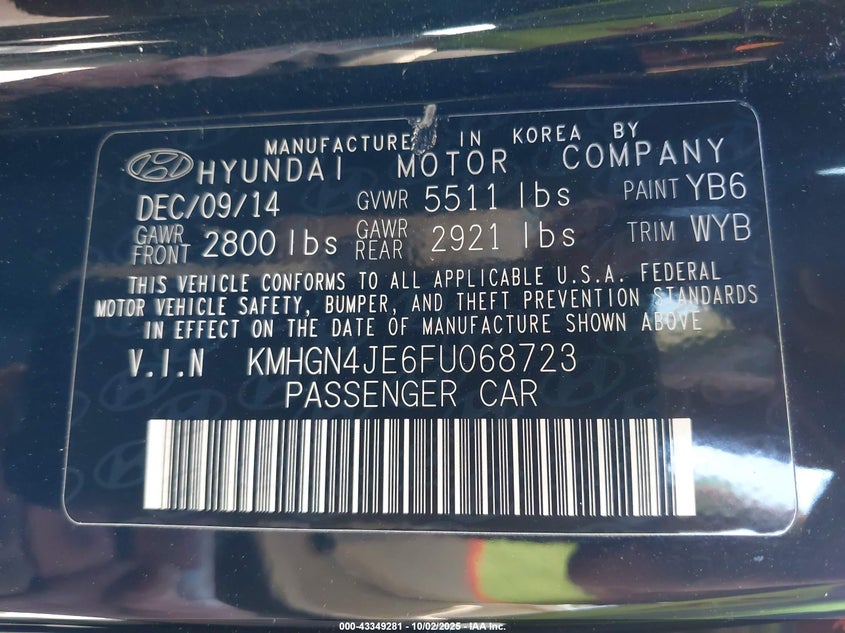 MANUFACTURED IN KOREA BY
HYUNDAI MOTOR COMPANY
DEC/09/14 GVWR 5511 lbs PAINT YB6
GAWR FRONT 2800 lbs GAWR REAR 2921 lbs TRIM WYB
THIS VEHICLE CONFORMS TO ALL APPLICABLE U.S.A. FEDERAL
MOTOR VEHICLE SAFETY, BUMPER, AND THEFT PREVENTION STANDARDS
IN EFFECT ON THE DATE OF MANUFACTURE SHOWN ABOVE
V.I.N KMHGN4JE6FU068723
PASSENGER CAR
000-43349281 - 10/02/2025 - IAA Inc.